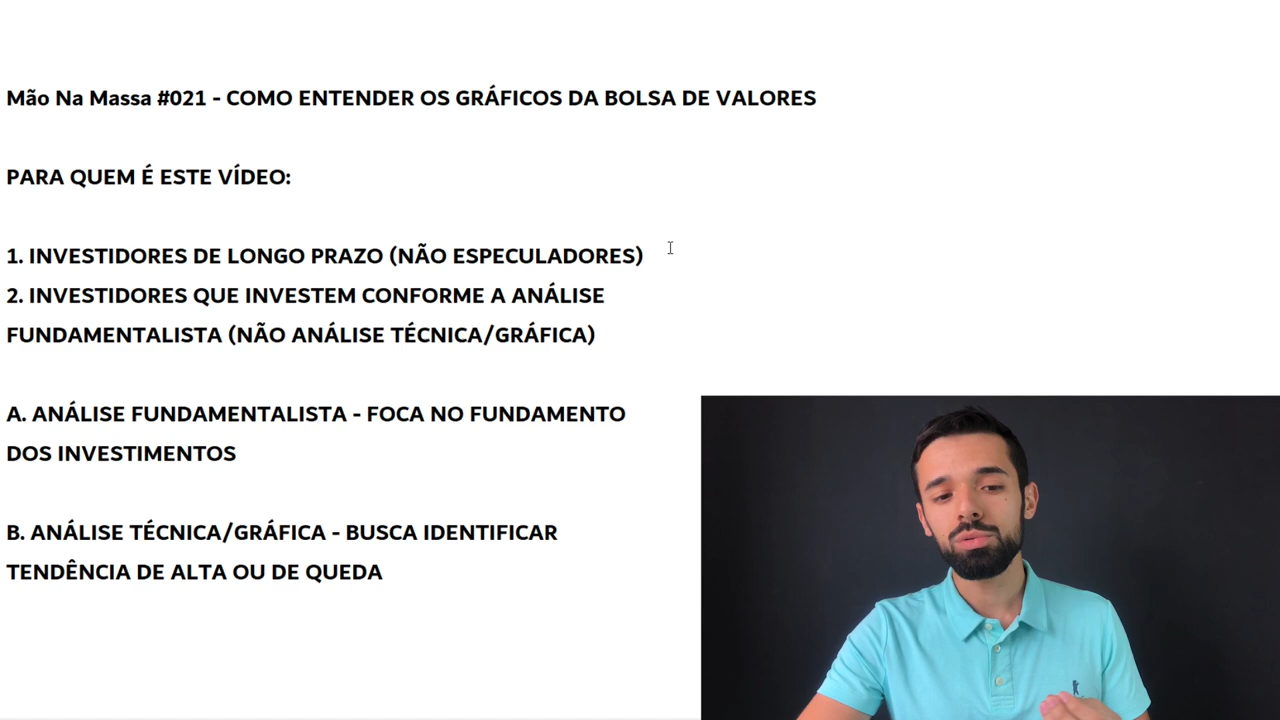 Mão Na Massa #021 - COMO ENTENDER OS GRÁFICOS DA BOLSA DE VALORES
PARA QUEM É ESTE VÍDEO:
1. INVESTIDORES DE LONGO PRAZO (NÃO ESPECULADORES)
2. INVESTIDORES QUE INVESTEM CONFORME A ANÁLISE
FUNDAMENTALISTA (NÃO ANÁLISE TÉCNICA/GRÁFICA)
A. ANÁLISE FUNDAMENTALISTA - FOCA NO FUNDAMENTO
DOS INVESTIMENTOS
B. ANÁLISE TÉCNICA/GRÁFICA - BUSCA IDENTIFICAR
TENDÊNCIA DE ALTA OU DE QUEDA